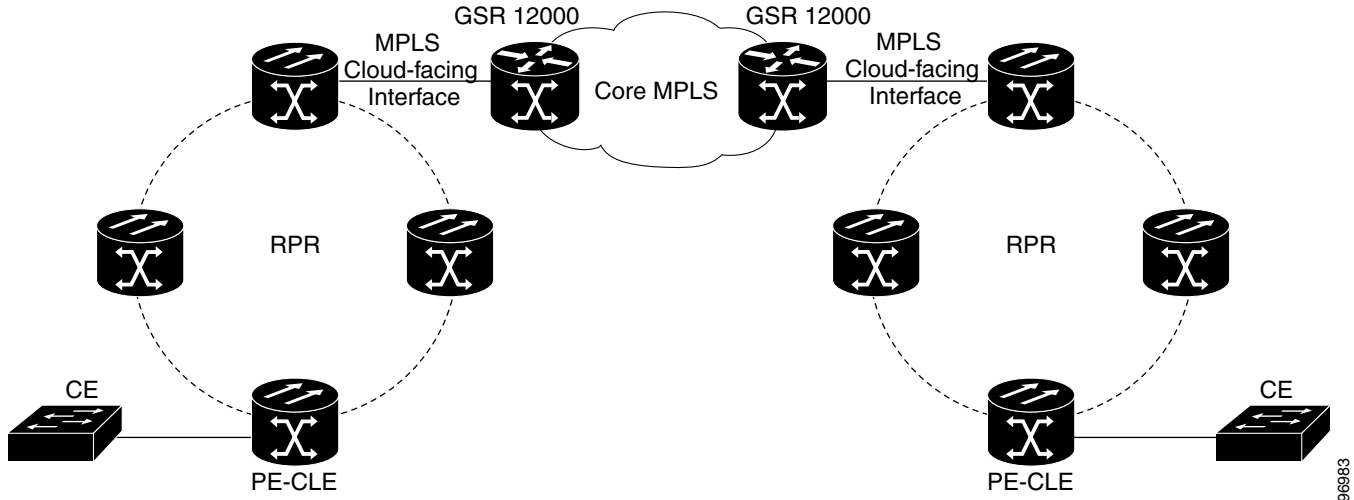 GSR 12000
GSR 12000
MPLS
Cloud-facing
Interface
Core MPLS
MPLS
Cloud-facing
Interface
RPR
RPR
CE
CE
PE-CLE
PE-CLE
96983